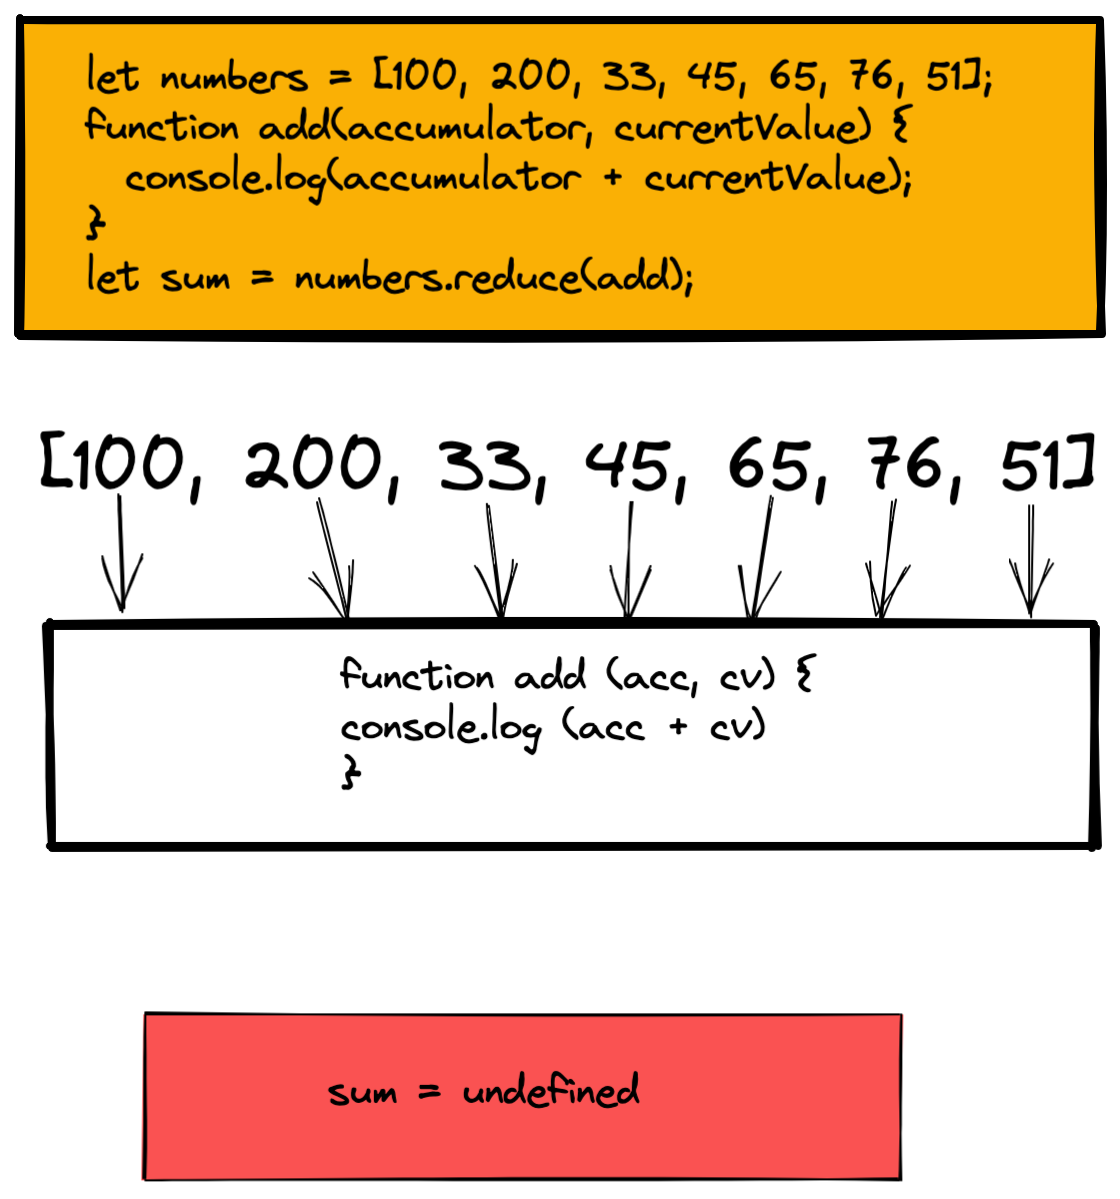 let numbers = [100, 200, 33, 45, 65, 76, 51];
function add(accumulator, currentValue) {
console.log(accumulator + currentValue);
}
let sum = numbers.reduce(add);
[100, 200, 33, 45, 65, 76, 51]
function add (acc, cv) {
console.log (acc + cv)
}
sum = undefined